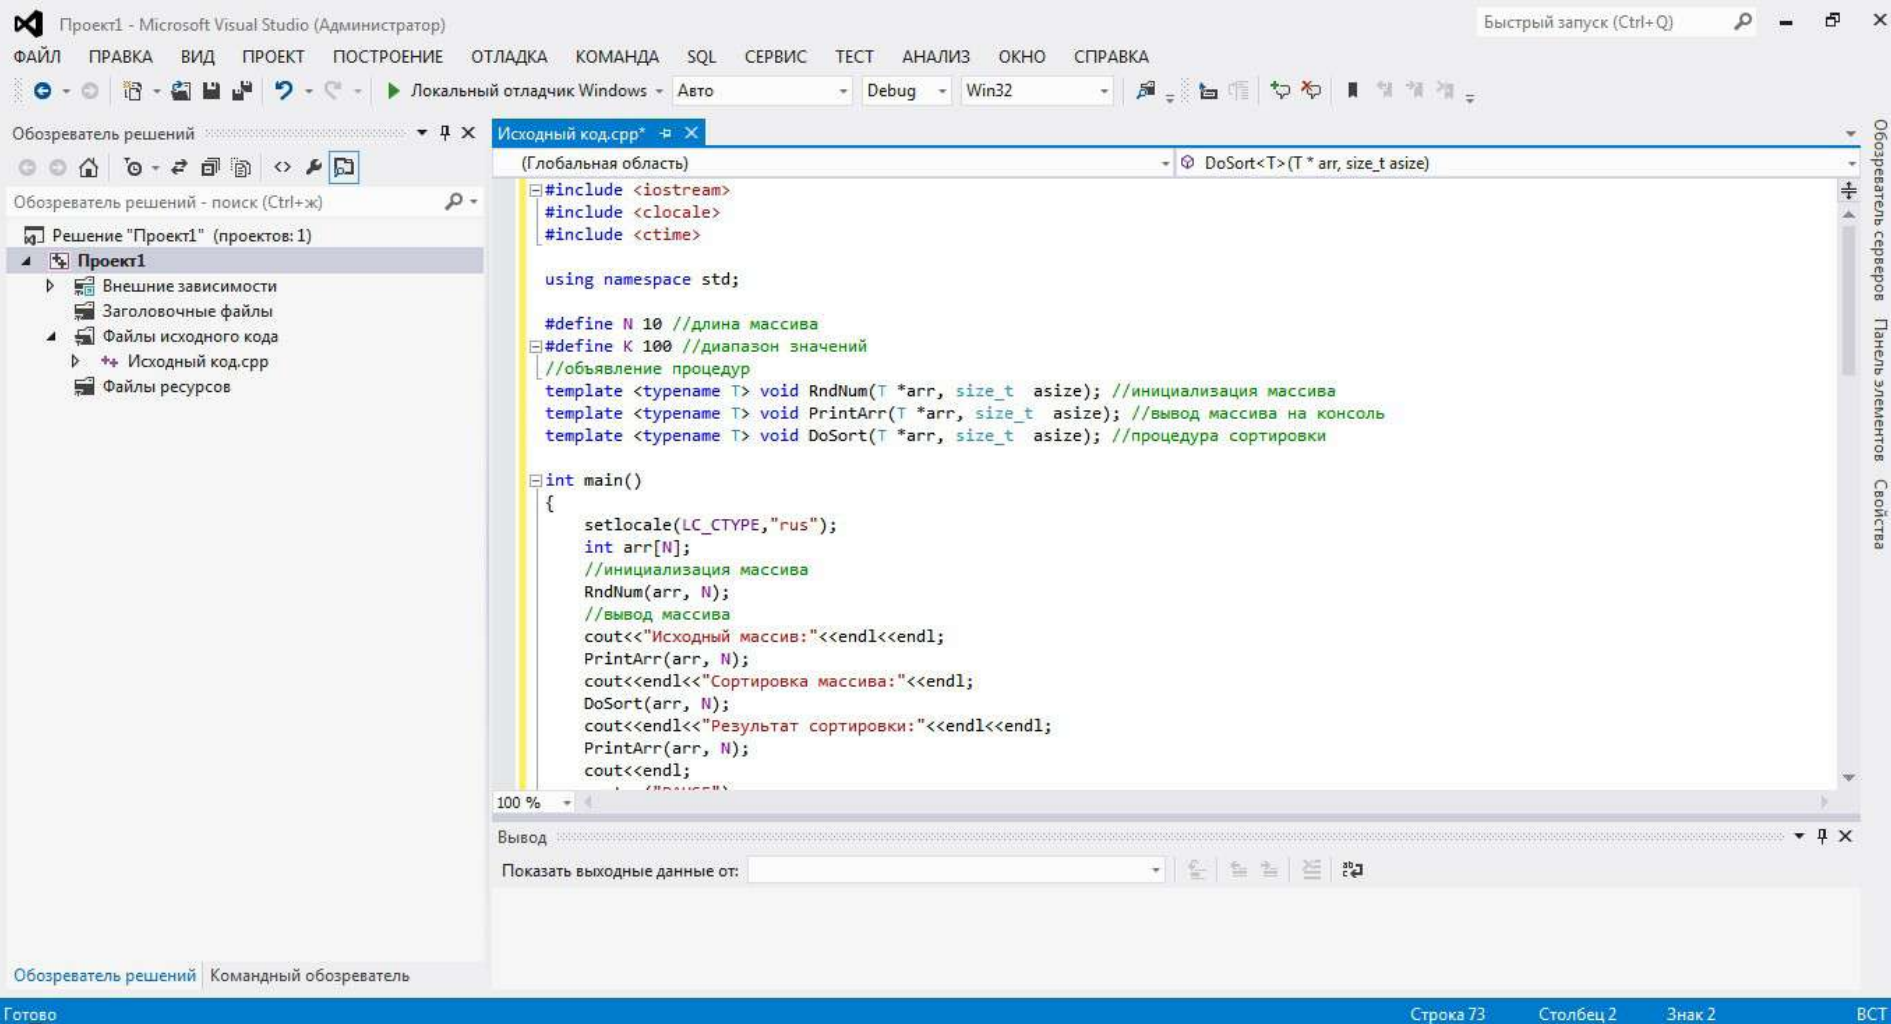 Проект1 - Microsoft Visual Studio (Администратор)
Быстрый запуск (Ctrl+Q)
ФАЙЛ ПРАВКА ВИД ПРОЕКТ ПОСТРОЕНИЕ ОТЛАДКА КОМАНДА SQL СЕРВИС ТЕСТ АНАЛИЗ ОКНО СПРАВКА
Локальный отладчик Windows Авто Debug Win32
Обозреватель решений
Обозреватель решений - поиск (Ctrl+ж)
Решение "Проект1" (проектов: 1)
Проект1
Внешние зависимости
Заголовочные файлы
Файлы исходного кода
Исходный код.cpp
Файлы ресурсов
Обозреватель решений Командный обозреватель
Исходный код.cpp*
(Глобальная область) DoSort<T>(T * arr, size_t asize)
#include <iostream>
#include <clocale>
#include <ctime>
using namespace std;
#define N 10 //длина массива
#define K 100 //диапазон значений
//объявление процедур
template <typename T> void RndNum(T *arr, size_t  asize); //инициализация массива
template <typename T> void PrintArr(T *arr, size_t  asize); //вывод массива на консоль
template <typename T> void DoSort(T *arr, size_t  asize); //процедура сортировки
int main()
{
setlocale(LC_CTYPE,"rus");
int arr[N];
//инициализация массива
RndNum(arr, N);
//вывод массива
cout<<"Исходный массив:"<<endl<<endl;
PrintArr(arr, N);
cout<<endl<<"Сортировка массива:"<<endl;
DoSort(arr, N);
cout<<endl<<"Результат сортировки:"<<endl<<endl;
PrintArr(arr, N);
cout<<endl;
100 %
Вывод
Показать выходные данные от:
Обозреватель серверов
Панель элементов
Свойства
Готово Строка 73 Столбец 2 Знак 2 ВСТ